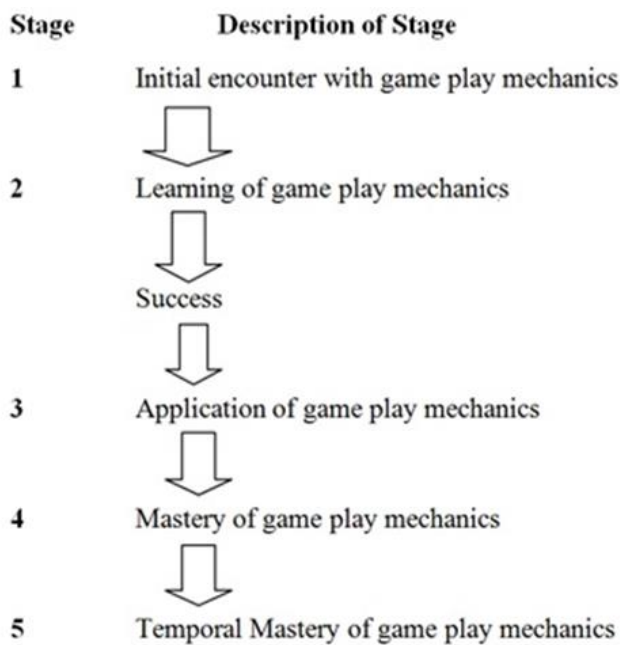 Stage Description of Stage
1 Initial encounter with game play mechanics
2 Learning of game play mechanics
Success
3 Application of game play mechanics
4 Mastery of game play mechanics
5 Temporal Mastery of game play mechanics